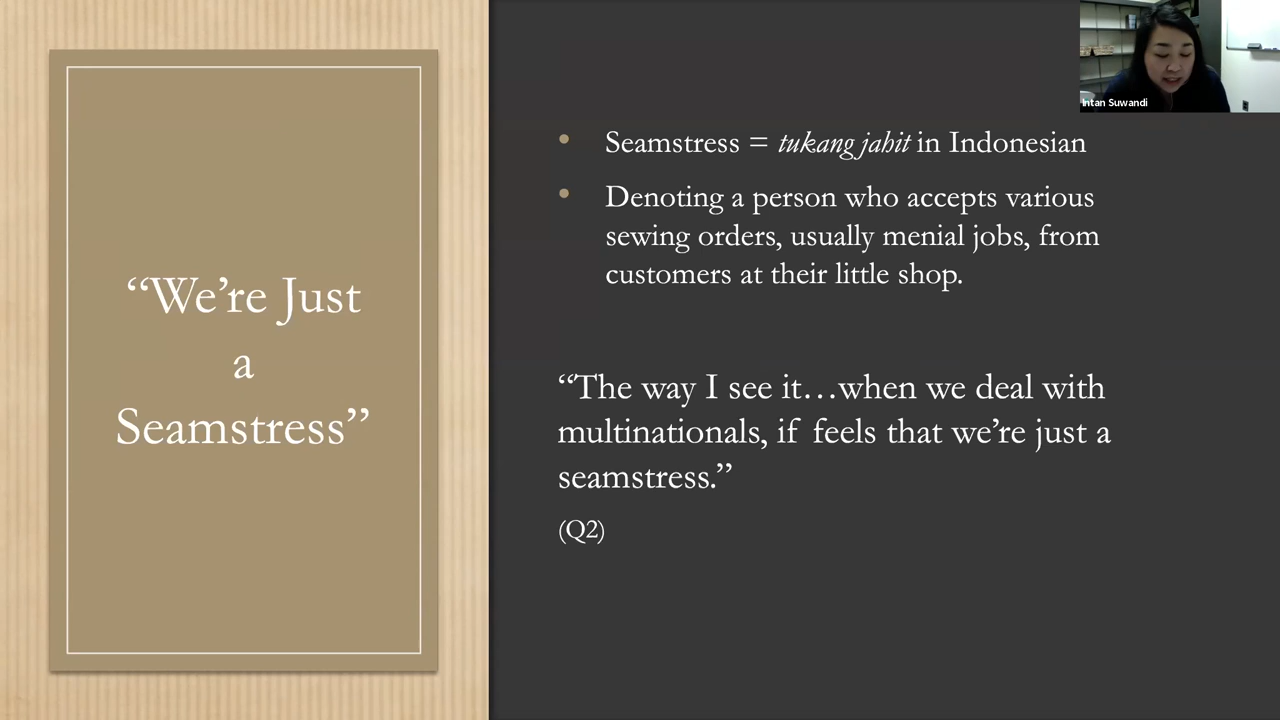 “We’re Just
a
Seamstress”
Intan Suwandi
• Seamstress = tukang jahit in Indonesian
• Denoting a person who accepts various
sewing orders, usually menial jobs, from
customers at their little shop.
“The way I see it…when we deal with
multinationals, if feels that we’re just a
seamstress.”
(Q2)